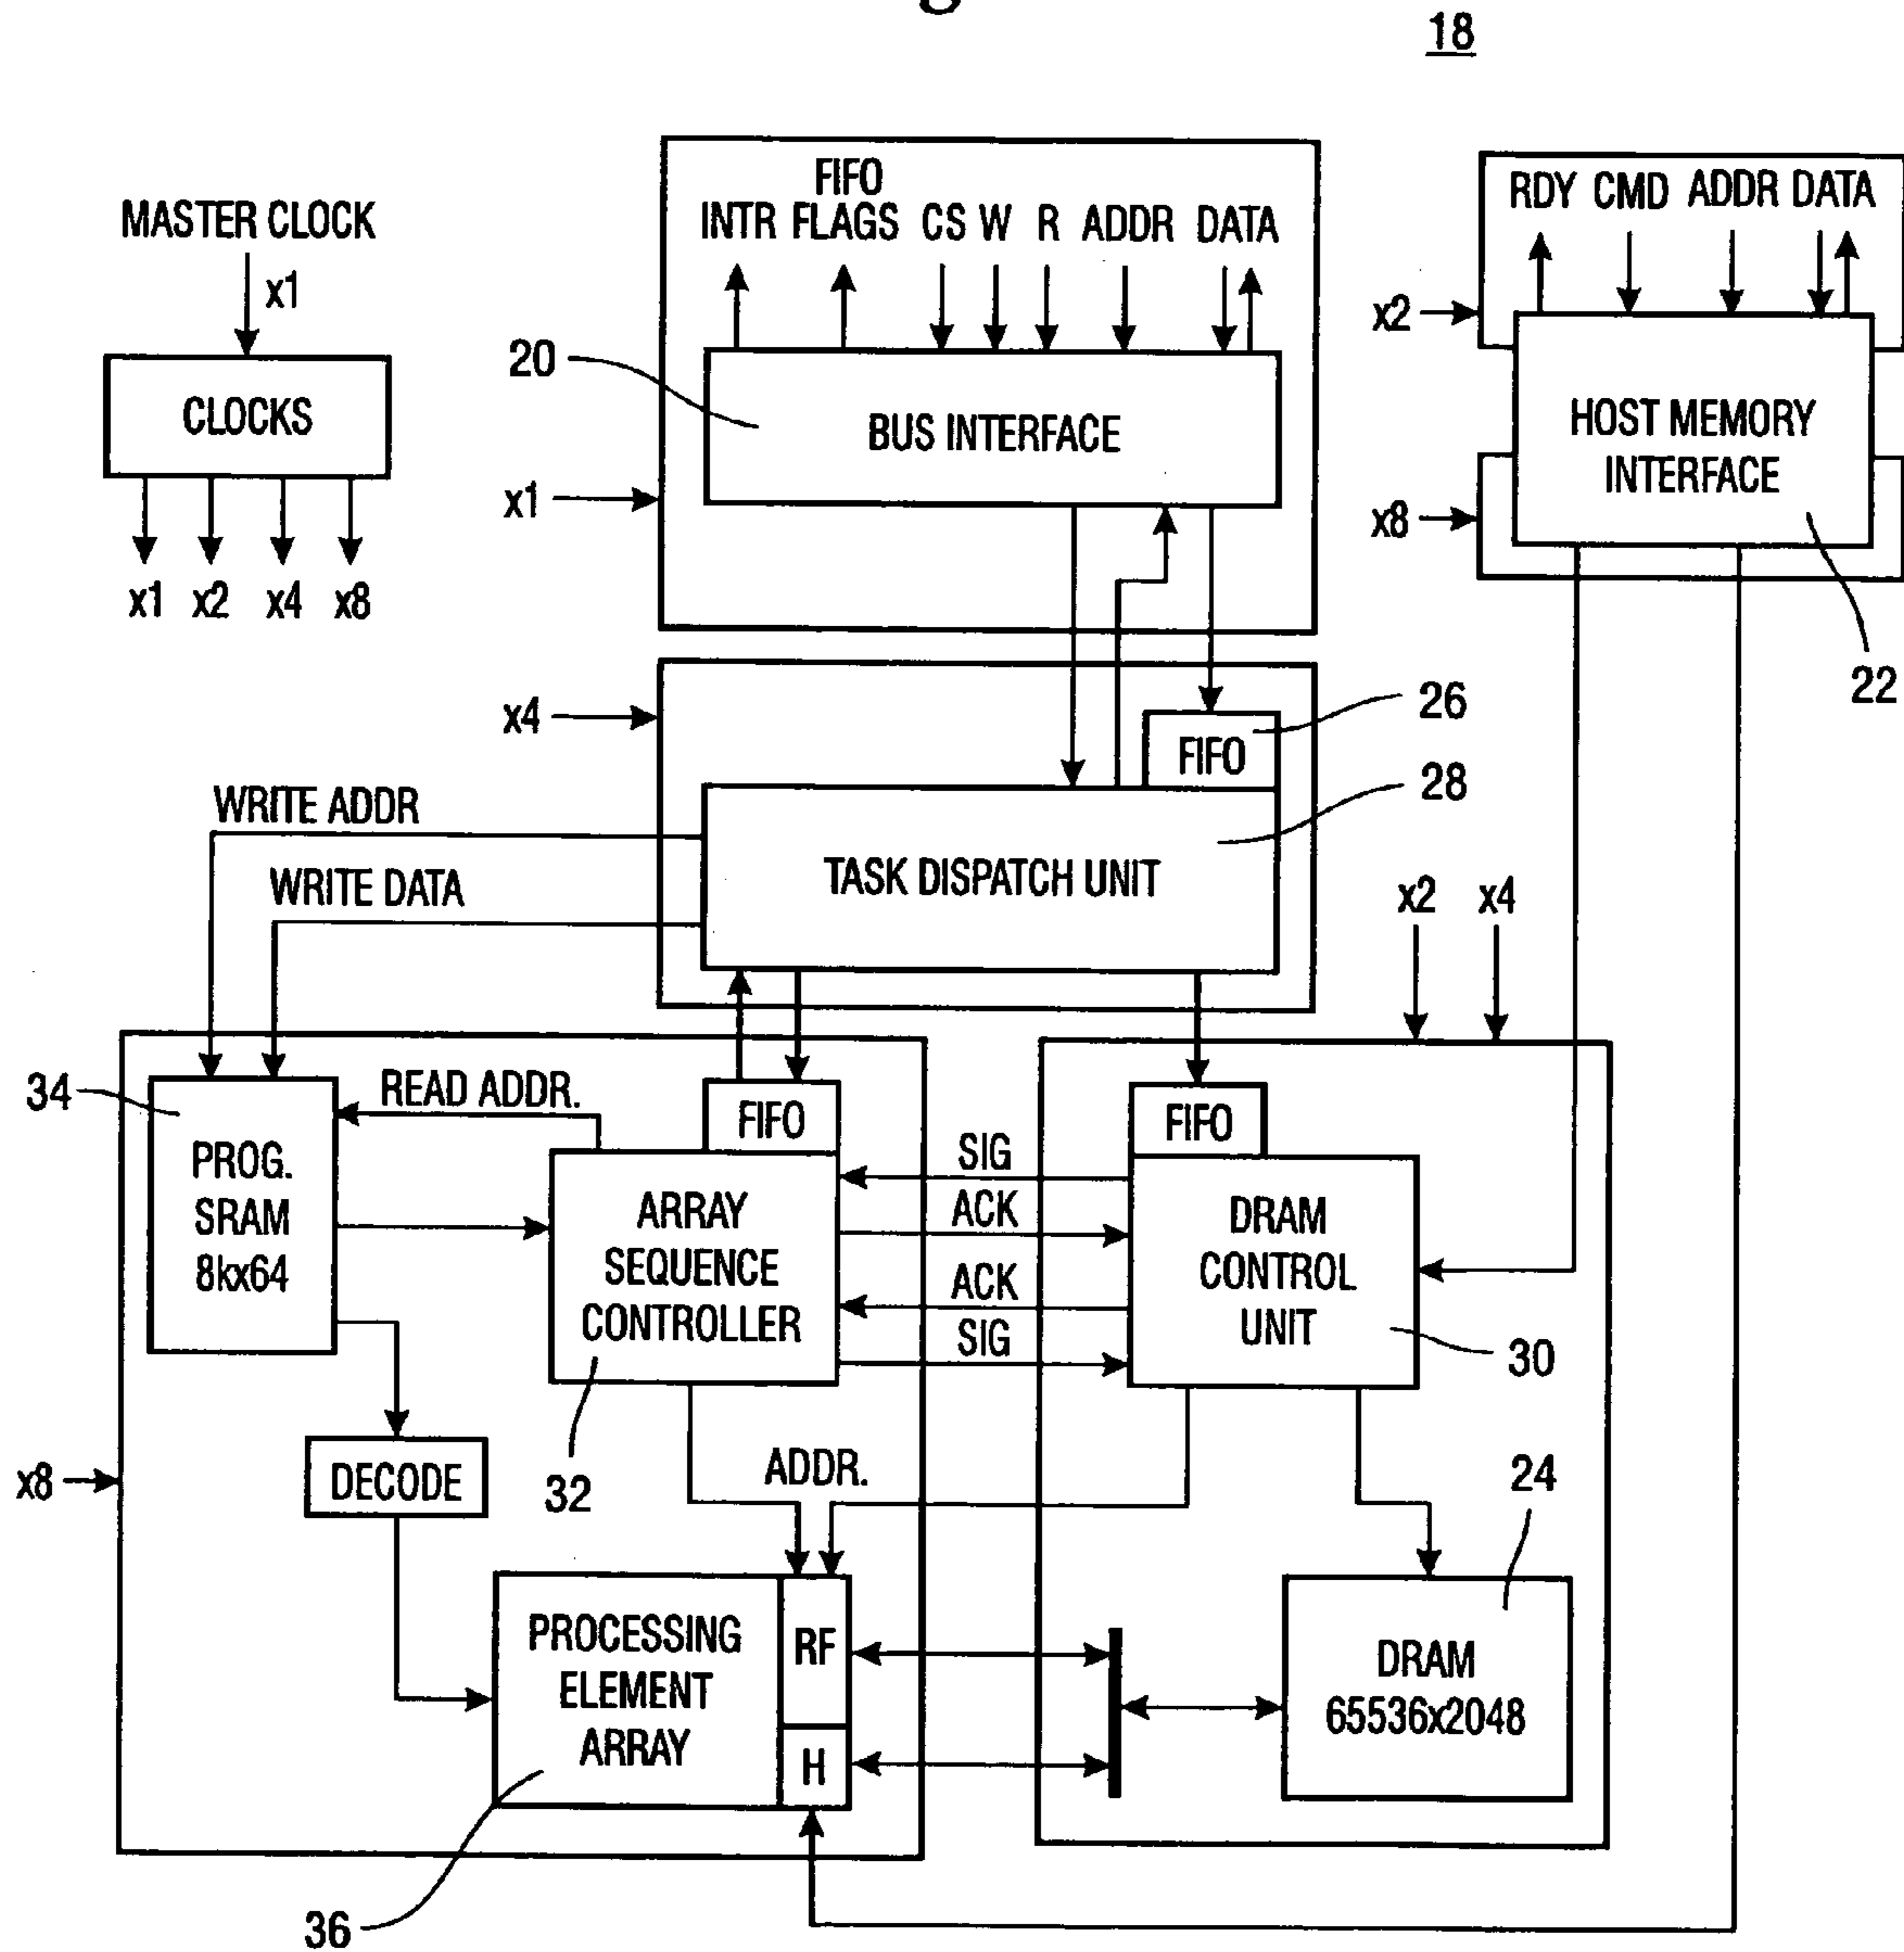 18
MASTER CLOCK
x1
CLOCKS
x1 x2 x4 x8
FIFO
INTR FLAGS CS W R ADDR DATA
20
BUS INTERFACE
x1
RDY CMD ADDR DATA
x2
HOST MEMORY
INTERFACE
x8
22
x4
26
FIFO
28
TASK DISPATCH UNIT
WRITE ADDR
WRITE DATA
x2 x4
34
READ ADDR.
PROG.
SRAM
8kx64
FIFO
ARRAY
SEQUENCE
CONTROLLER
32
SIG
ACK
ACK
SIG
FIFO
DRAM
CONTROL
UNIT
30
x8
DECODE
ADDR.
24
PROCESSING
ELEMENT
ARRAY
RF
H
DRAM
65536x2048
36